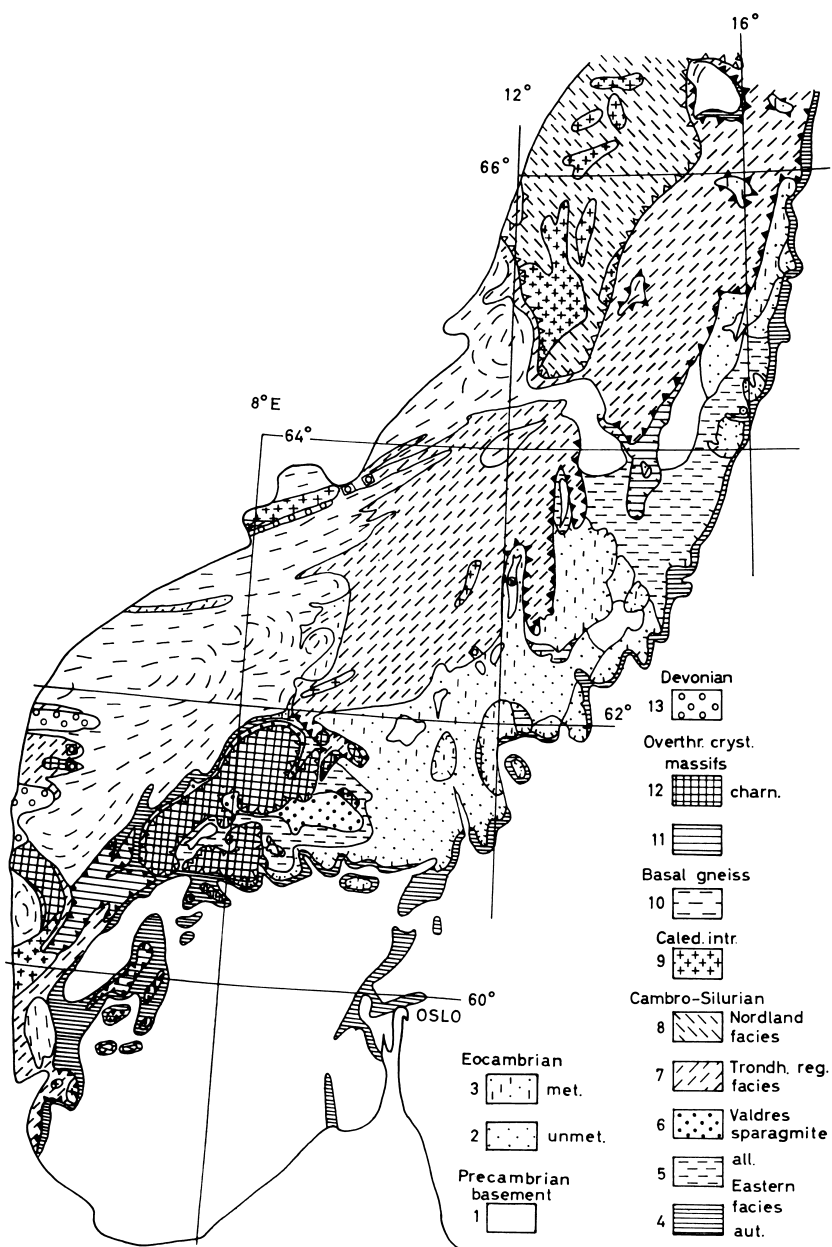 16°
12°
66°
8°E
64°
62°
60°
OSLO
Devonian
13
Overthr. cryst.
massifs
12 charn.
11
Basal gneiss
10
Caled. intr.
9
Cambro-Silurian
8 Nordland
facies
7 Trondh. reg.
facies
6 Valdres
sparagmite
5 all.
Eastern
facies
4 aut.
Eocambrian
3 met.
2 unmet.
Precambrian
basement
1